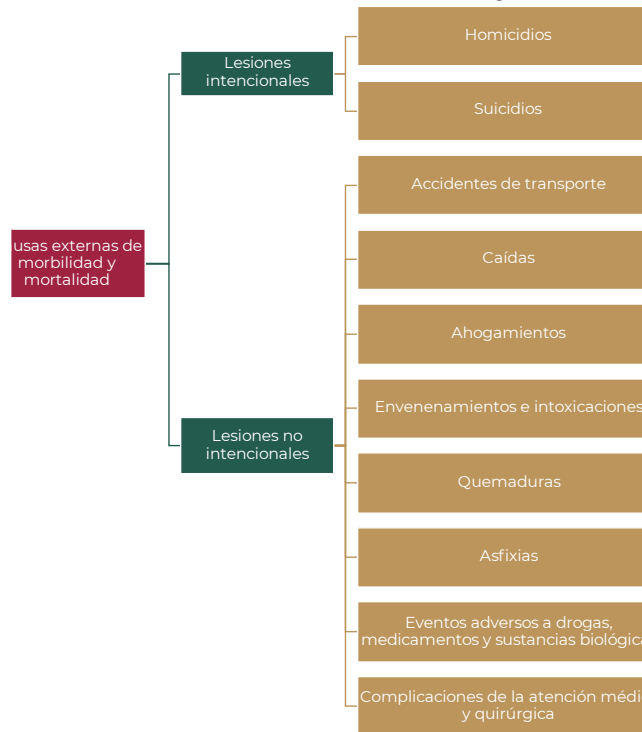 Homicidios
Lesiones
intencionales
Suicidios
Accidentes de transporte
usas externas de
morbilidad y
mortalidad
Caídas
Ahogamientos
Envenenamientos e intoxicaciones
Lesiones no
intencionales
Quemaduras
Asfixias
Eventos adversos a drogas,
medicamentos y sustancias biológica
Complicaciones de la atención médi
y quirúrgica